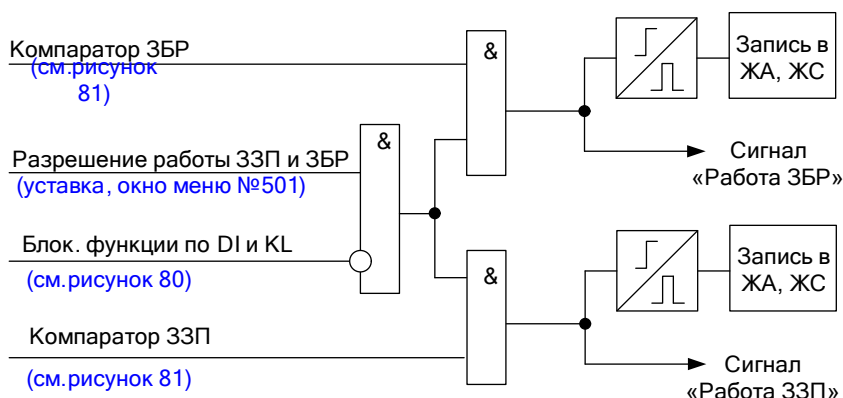 Компаратор ЗБР
(см.рисунок
81)
&
Запись в
ЖА, ЖС
Сигнал
«Работа ЗБР»
&
Разрешение работы ЗЗП и ЗБР
(уставка, окно меню №501)
Блок. функции по DI и KL
(см.рисунок 80)
&
Запись в
ЖА, ЖС
Компаратор ЗЗП
(см.рисунок 81)
Сигнал
«Работа ЗЗП»